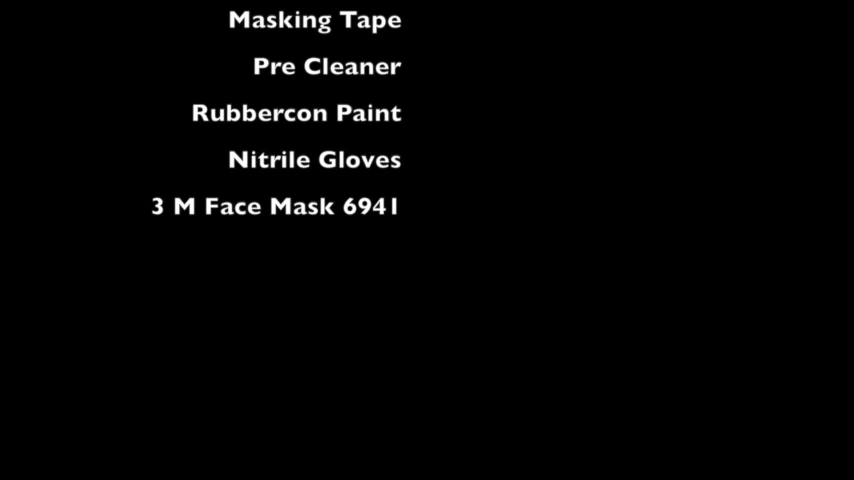 Masking Tape
Pre Cleaner
Rubbercon Paint
Nitrile Gloves
3 M Face Mask 6941